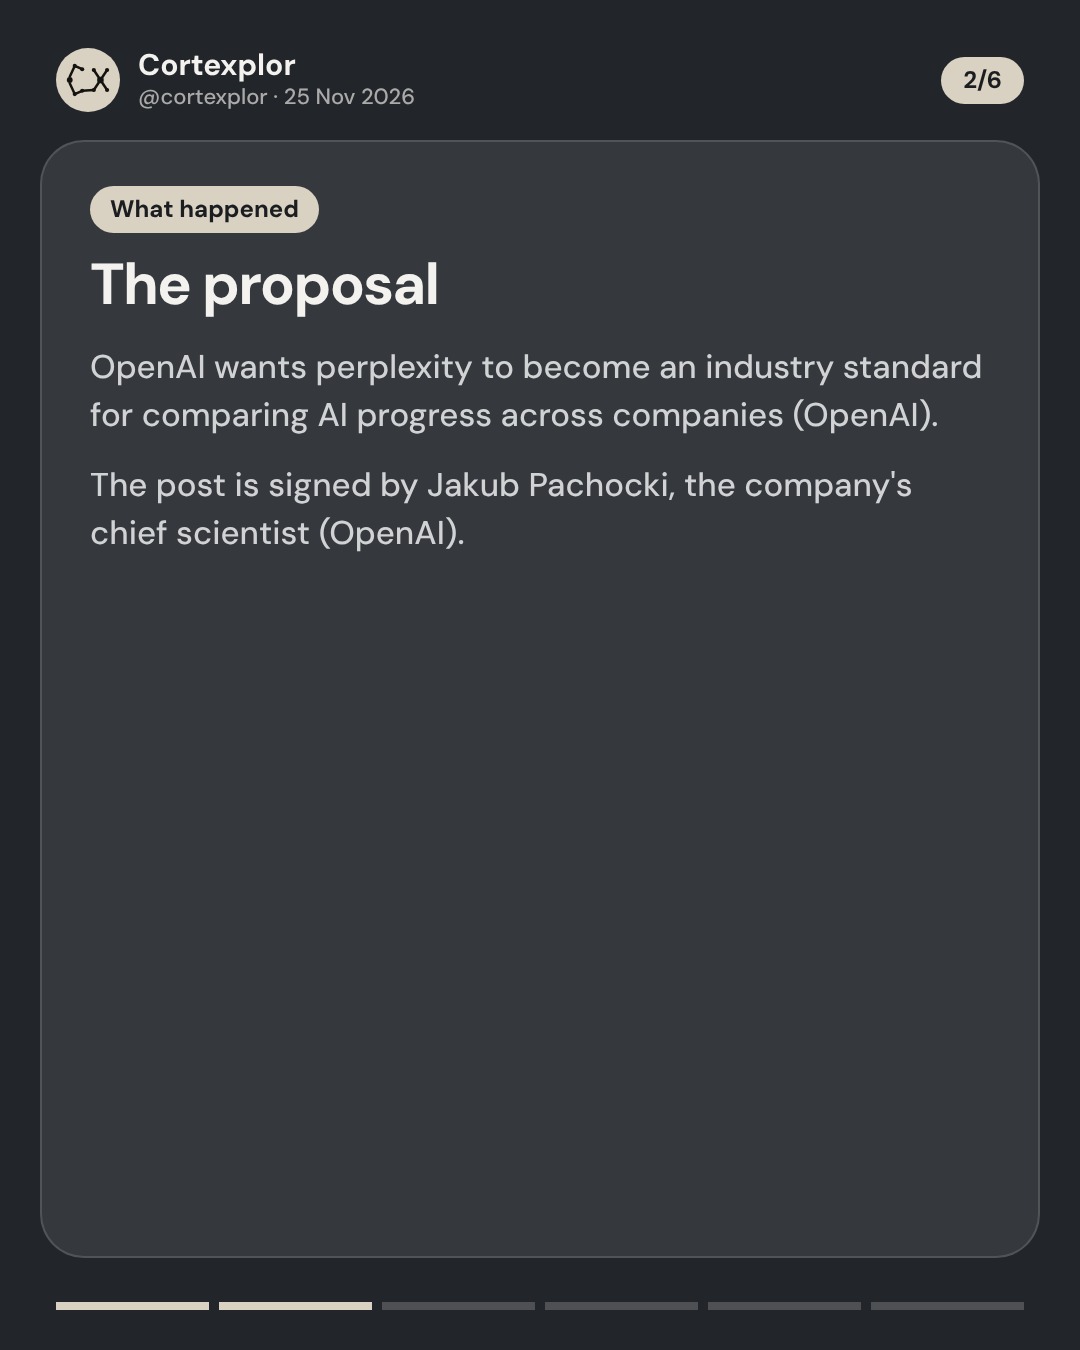 Cortexplor
@cortexplor · 25 Nov 2026
2/6
What happened
The proposal
OpenAI wants perplexity to become an industry standard
for comparing AI progress across companies (OpenAI).
The post is signed by Jakub Pachocki, the company's
chief scientist (OpenAI).